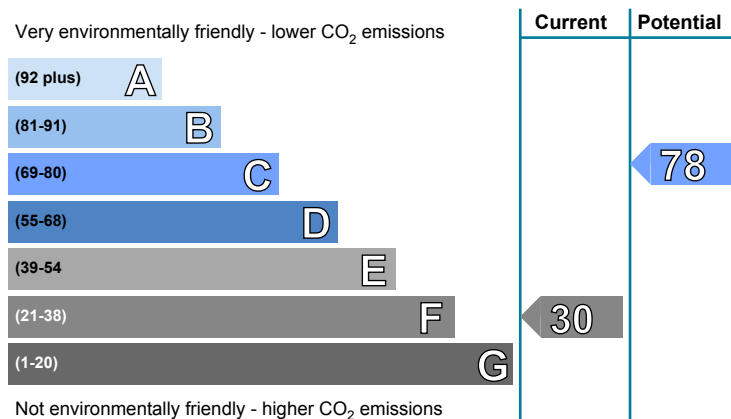 Current Potential
Very environmentally friendly - lower CO₂ emissions
(92 plus) A
(81-91) B
(69-80) C
78
(55-68) D
(39-54 E
(21-38) F
30
(1-20) G
Not environmentally friendly - higher CO₂ emissions